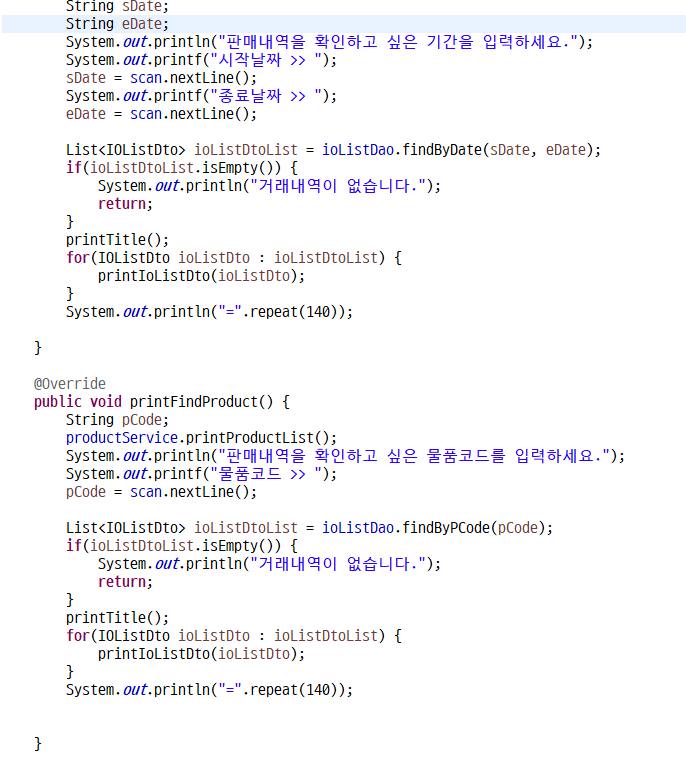 String sDate;
String eDate;
System.out.println("판매내역을 확인하고 싶은 기간을 입력하세요.");
System.out.printf("시작날짜 >> ");
sDate = scan.nextLine();
System.out.printf("종료날짜 >> ");
eDate = scan.nextLine();

List<IOListDto> ioListDtoList = ioListDao.findByDate(sDate, eDate);
if(ioListDtoList.isEmpty()) {
    System.out.println("거래내역이 없습니다.");
    return;
}
printTitle();
for(IOListDto ioListDto : ioListDtoList) {
    printIoListDto(ioListDto);
}
System.out.println("=".repeat(140));

}

@Override
public void printFindProduct() {
String pCode;
productService.printProductList();
System.out.println("판매내역을 확인하고 싶은 물품코드를 입력하세요.");
System.out.printf("물품코드 >> ");
pCode = scan.nextLine();

List<IOListDto> ioListDtoList = ioListDao.findByPCode(pCode);
if(ioListDtoList.isEmpty()) {
    System.out.println("거래내역이 없습니다.");
    return;
}
printTitle();
for(IOListDto ioListDto : ioListDtoList) {
    printIoListDto(ioListDto);
}
System.out.println("=".repeat(140));

}